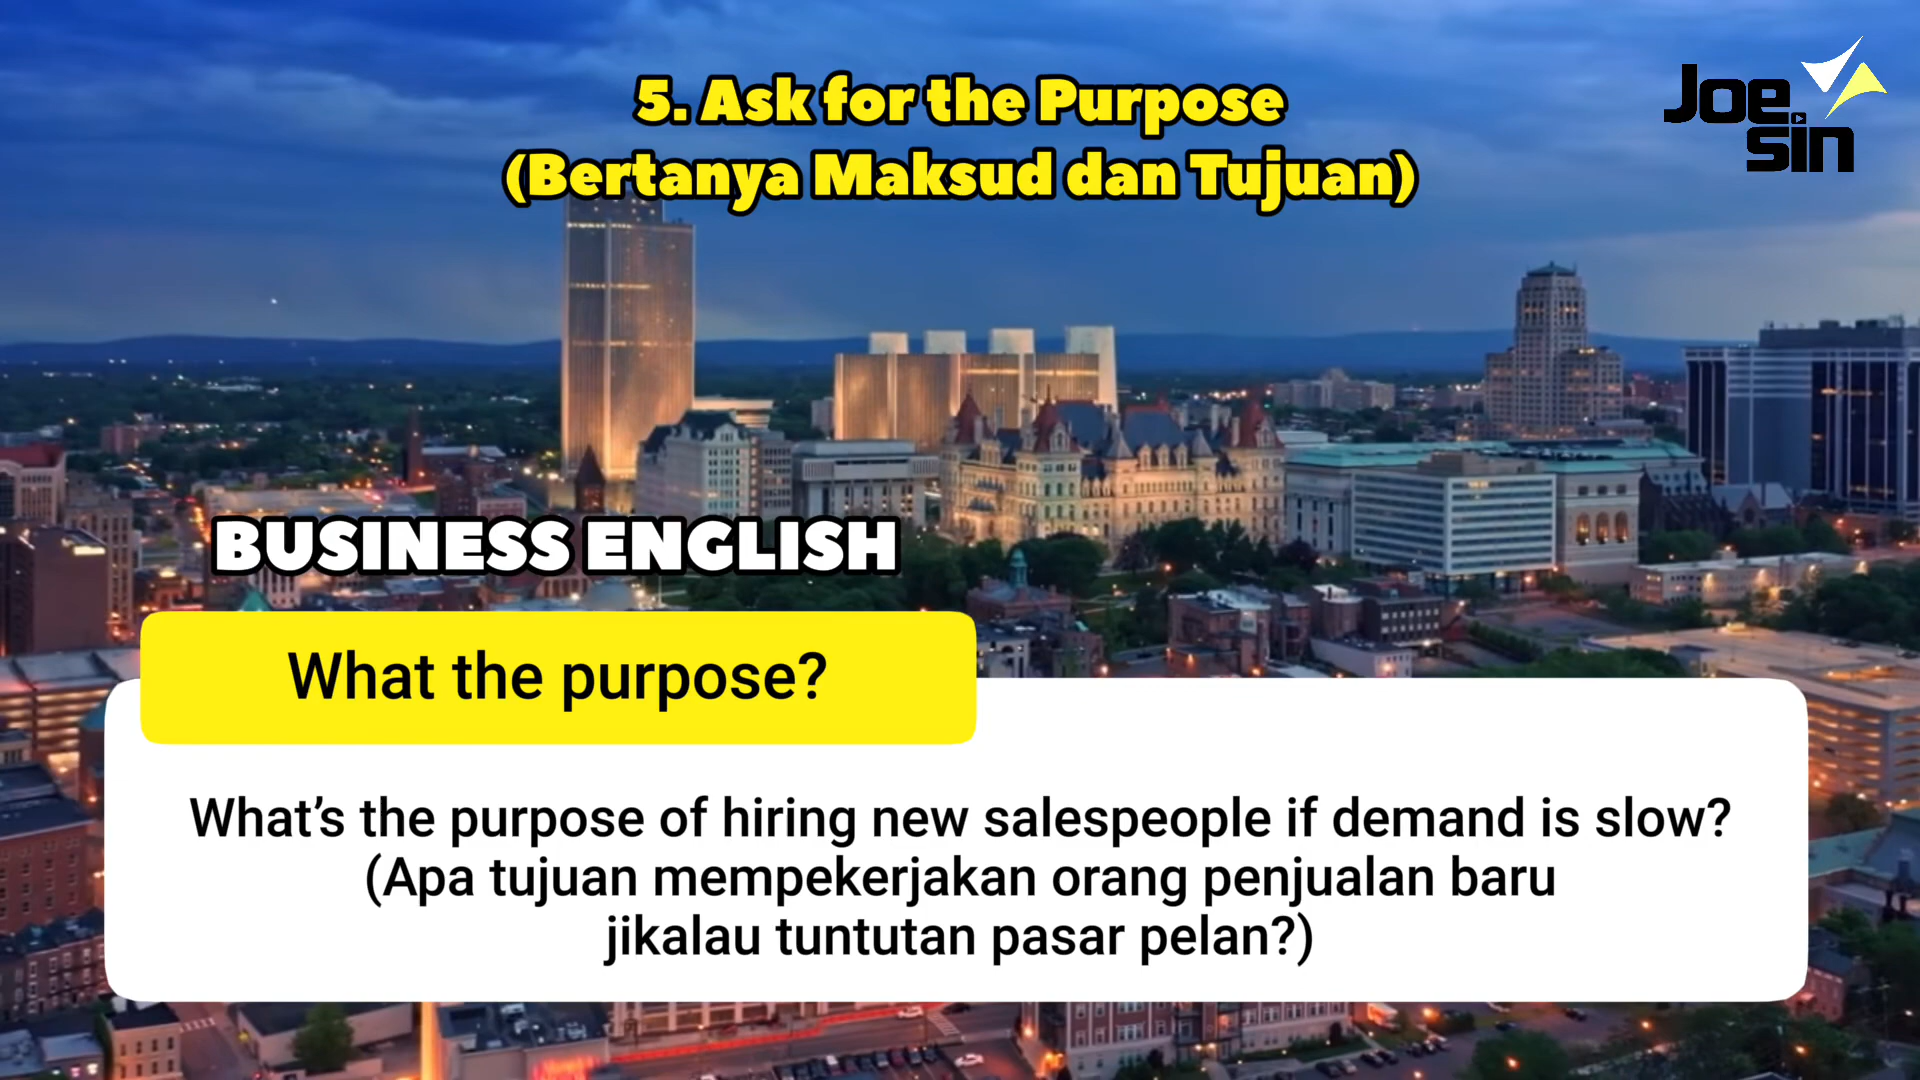 5. Ask for the Purpose
(Bertanya Maksud dan Tujuan)
Joe
sin
BUSINESS ENGLISH
What the purpose?
What's the purpose of hiring new salespeople if demand is slow?
(Apa tujuan mempekerjakan orang penjualan baru
jikalau tuntutan pasar pelan?)